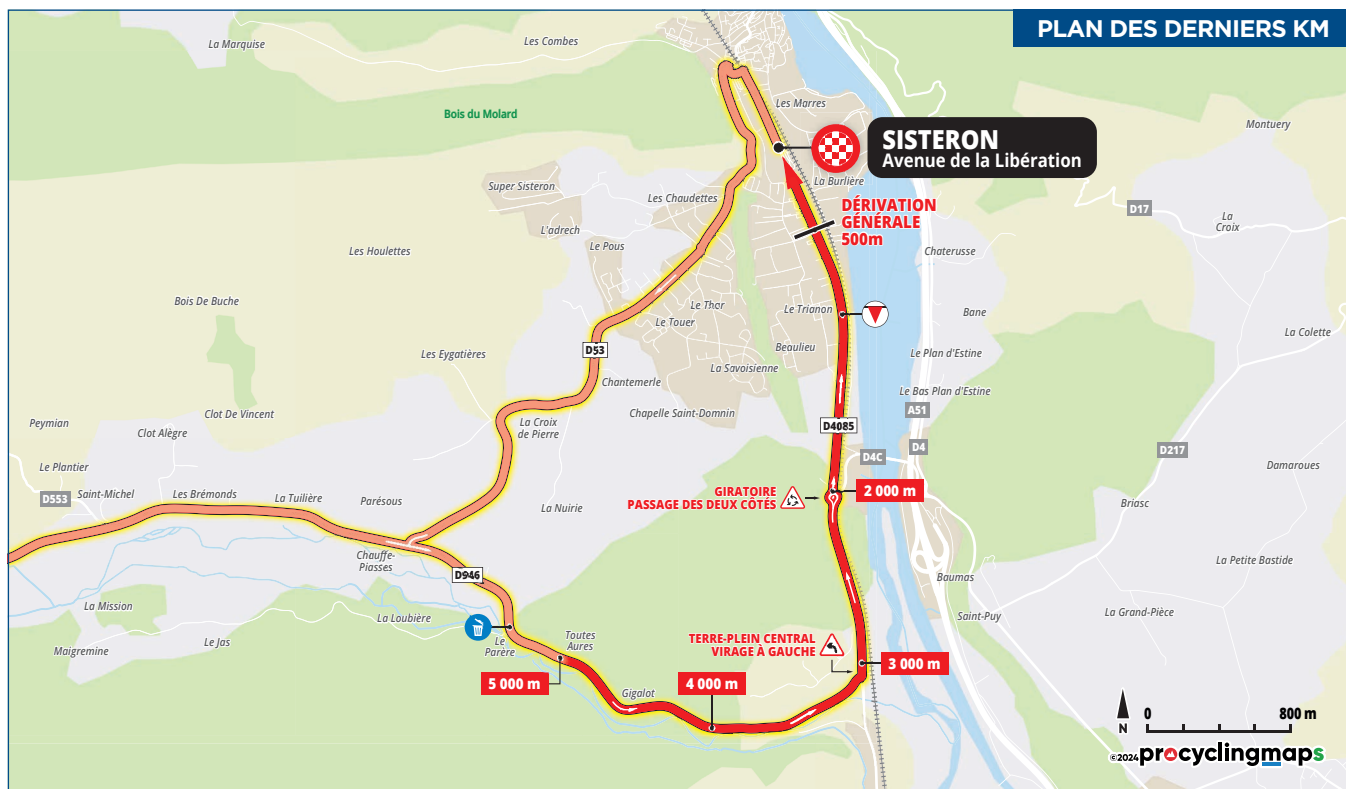 PLAN DES DERNIERS KM
La Marquise
Les Combes
Bois du Molard
Les Marres
Montuery
SISTERON
Avenue de la Libération
La Burlière
Super Sisteron
Les Chaudettes
DÉRIVATION
GÉNÉRALE
500m
D17
La
Croix
L'adrech
Le Pous
Les Houlettes
Chaterusse
Bois De Buche
Le Thor
Le Trianon
Bane
Le Touer
La Colette
D53
Beaulieu
Les Eygatières
Le Plan d'Estine
La Savoisienne
Chantemerle
Le Bas Plan d'Estine
A51
Clot De Vincent
Chapelle Saint-Domnin
Peymian
La Croix
de Pierre
D4085
Clot Alègre
D4C
D4
D217
Le Plantier
Damaroues
D553
Saint-Michel
Les Brémonds
La Tuilière
Parésous
GIRATOIRE
PASSAGE DES DEUX CÔTÉS
2 000 m
La Nuirie
Briasc
Chauffe-
Piasses
La Petite Bastide
D946
Baumas
La Mission
La Loubière
Saint-Puy
La Grand-Pièce
Le Jas
Maigremine
Le
Parère
Toutes
Aures
TERRE-PLEIN CENTRAL
VIRAGE À GAUCHE
3 000 m
5 000 m
Gigalot
4 000 m
0
800 m
N
©2024 procyclingmaps